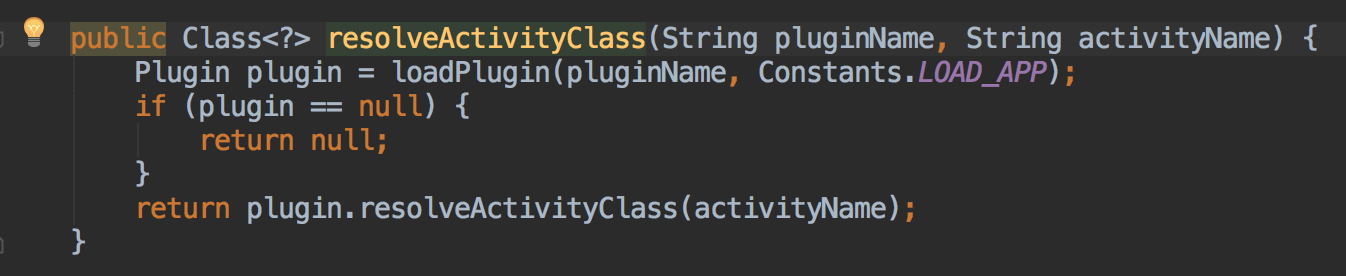 public Class<?> resolveActivityClass(String pluginName, String activityName) {
    Plugin plugin = loadPlugin(pluginName, Constants.LOAD_APP);
    if (plugin == null) {
        return null;
    }
    return plugin.resolveActivityClass(activityName);
}